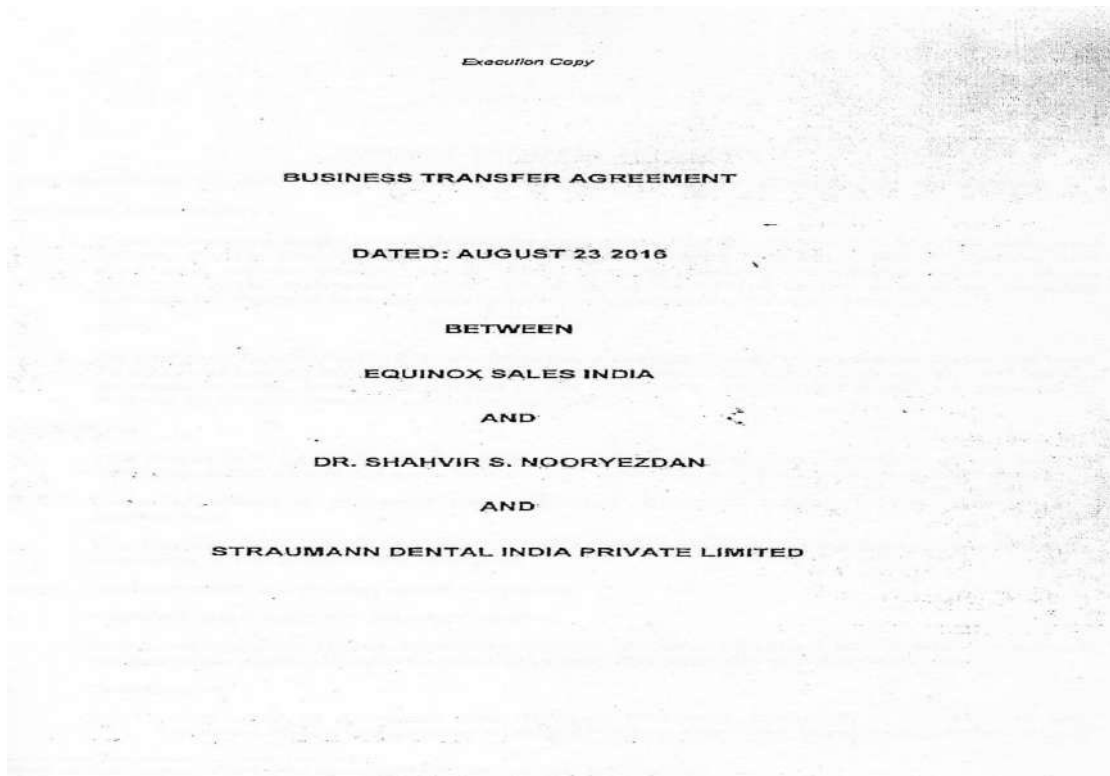 Execution Copy
BUSINESS TRANSFER AGREEMENT
DATED: AUGUST 23 2016
BETWEEN
EQUINOX SALES INDIA
AND
DR. SHAHVIR S. NOORYEZDAN
AND
STRAUMANN DENTAL INDIA PRIVATE LIMITED